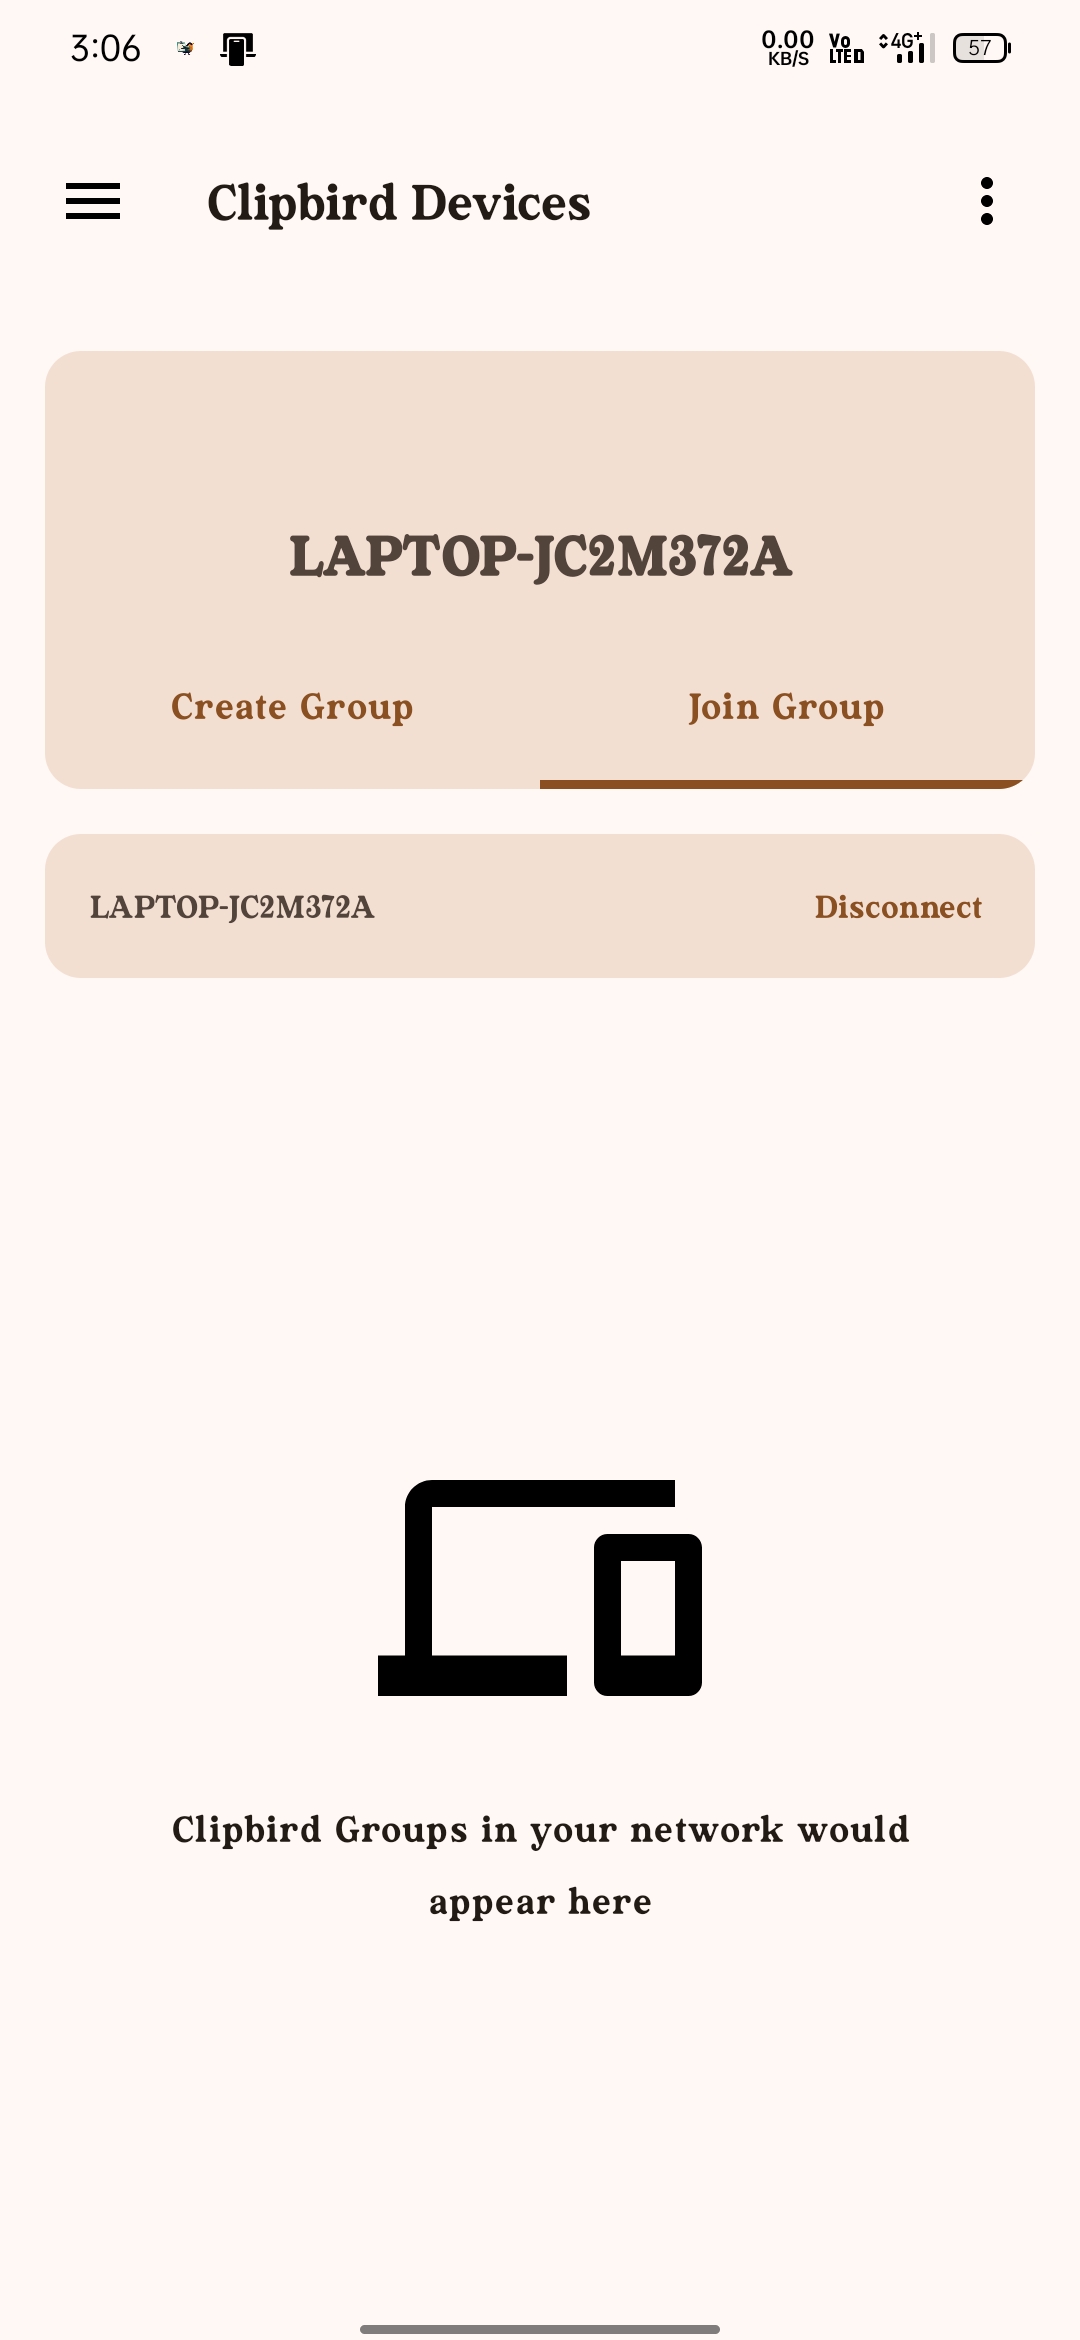 3:06
0.00 KB/S Vo LTE D 4G+ 57
Clipbird Devices
LAPTOP-JC2M372A
Create Group Join Group
LAPTOP-JC2M372A Disconnect
Clipbird Groups in your network would
appear here